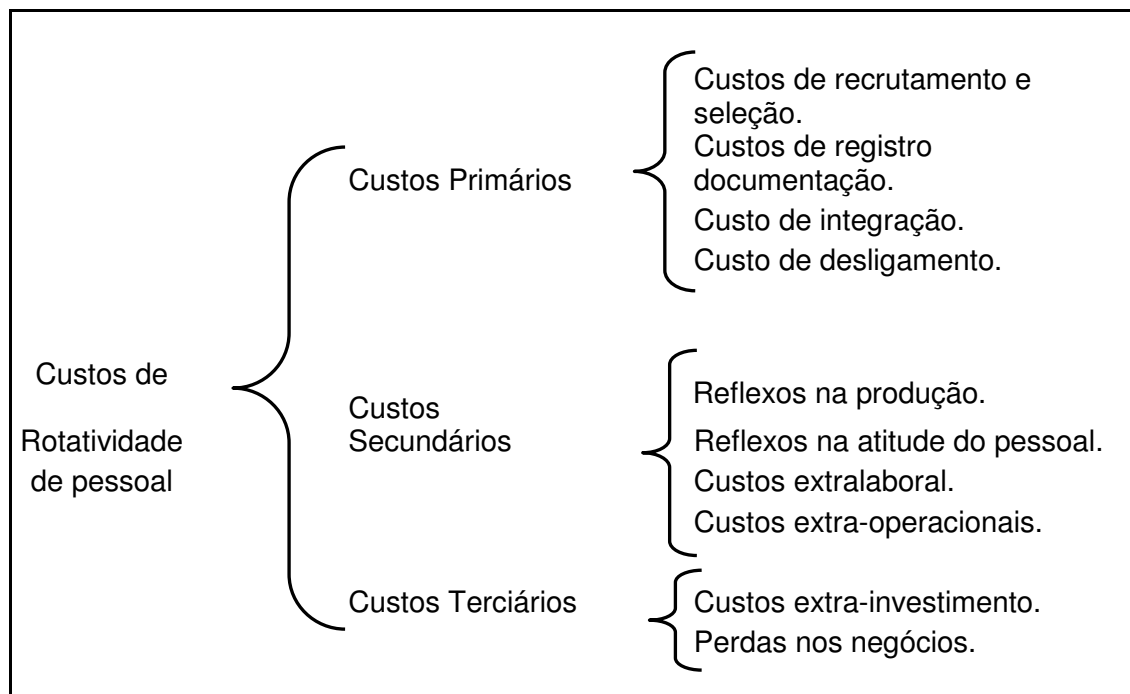 Custos de
Rotatividade
de pessoal
Custos Primários
Custos de recrutamento e
seleção.
Custos de registro
documentação.
Custo de integração.
Custo de desligamento.
Custos
Secundários
Reflexos na produção.
Reflexos na atitude do pessoal.
Custos extralaboral.
Custos extra-operacionais.
Custos Terciários
Custos extra-investimento.
Perdas nos negócios.